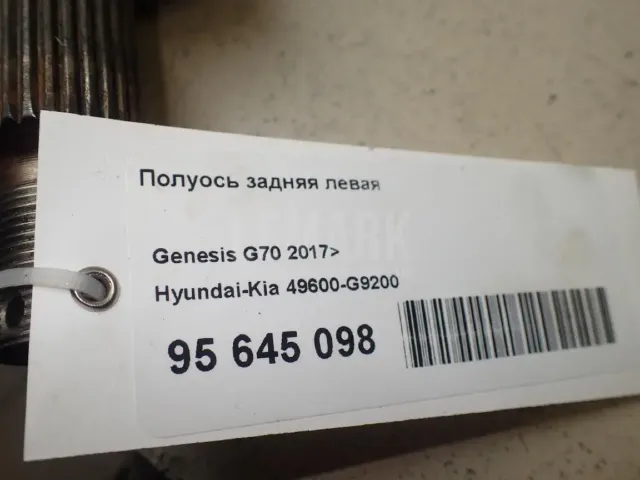 Полуось задняя левая
Genesis G70 2017>
Hyundai-Kia 49600-G9200
95 645 098